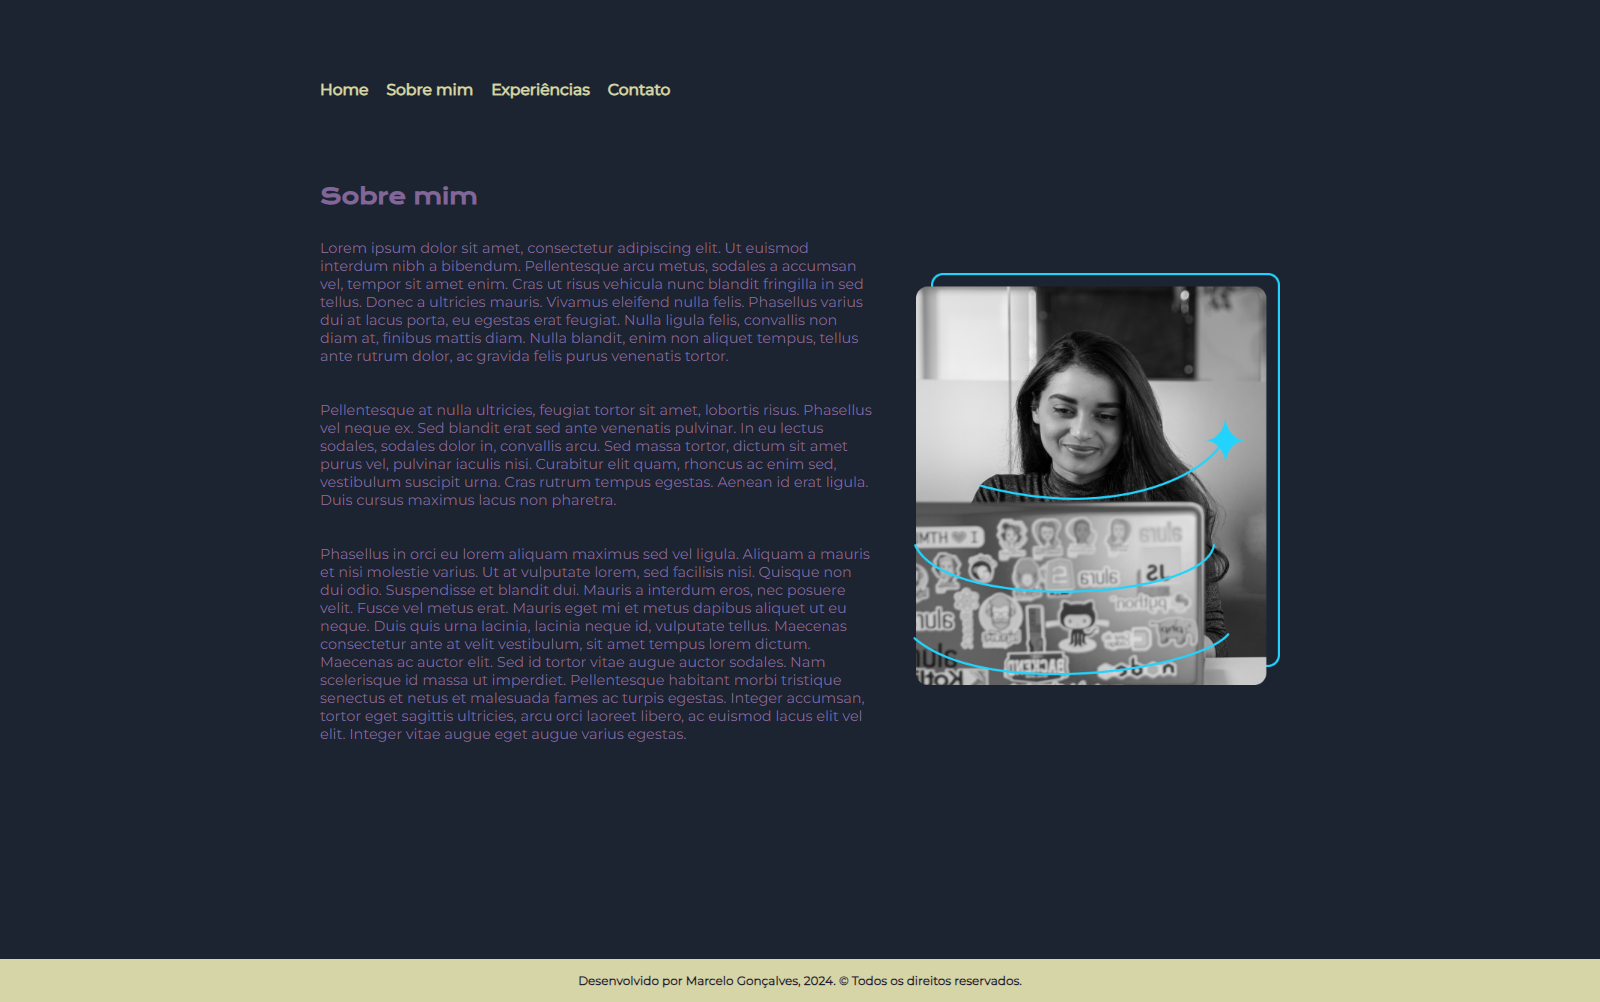 Home Sobre mim Experiências Contato
Sobre mim
Lorem ipsum dolor sit amet, consectetur adipiscing elit. Ut euismod
interdum nibh a bibendum. Pellentesque arcu metus, sodales a accumsan
vel, tempor sit amet enim. Cras ut risus vehicula nunc blandit fringilla in sed
tellus. Donec a ultricies mauris. Vivamus eleifend nulla felis. Phasellus varius
dui at lacus porta, eu egestas erat feugiat. Nulla ligula felis, convallis non
diam at, finibus mattis diam. Nulla blandit, enim non aliquet tempus, tellus
ante rutrum dolor, ac gravida felis purus venenatis tortor.
Pellentesque at nulla ultricies, feugiat tortor sit amet, lobortis risus. Phasellus
vel neque ex. Sed blandit erat sed ante venenatis pulvinar. In eu lectus
sodales, sodales dolor in, convallis arcu. Sed massa tortor, dictum sit amet
purus vel, pulvinar iaculis nisi. Curabitur elit quam, rhoncus ac enim sed,
vestibulum suscipit urna. Cras rutrum tempus egestas. Aenean id erat ligula.
Duis cursus maximus lacus non pharetra.
Phasellus in orci eu lorem aliquam maximus sed vel ligula. Aliquam a mauris
et nisi molestie varius. Ut at vulputate lorem, sed facilisis nisi. Quisque non
dui odio. Suspendisse et blandit dui. Mauris a interdum eros, nec posuere
velit. Fusce vel metus erat. Mauris eget mi et metus dapibus aliquet ut eu
neque. Duis quis urna lacinia, lacinia neque id, vulputate tellus. Maecenas
consectetur ante at velit vestibulum, sit amet tempus lorem dictum.
Maecenas ac auctor elit. Sed id tortor vitae augue auctor sodales. Nam
scelerisque id massa ut imperdiet. Pellentesque habitant morbi tristique
senectus et netus et malesuada fames ac turpis egestas. Integer accumsan,
tortor eget sagittis ultricies, arcu orci laoreet libero, ac euismod lacus elit vel
elit. Integer vitae augue eget augue varius egestas.
alura
JS
alura
python
alura
BACKEND
Desenvolvido por Marcelo Gonçalves, 2024. © Todos os direitos reservados.